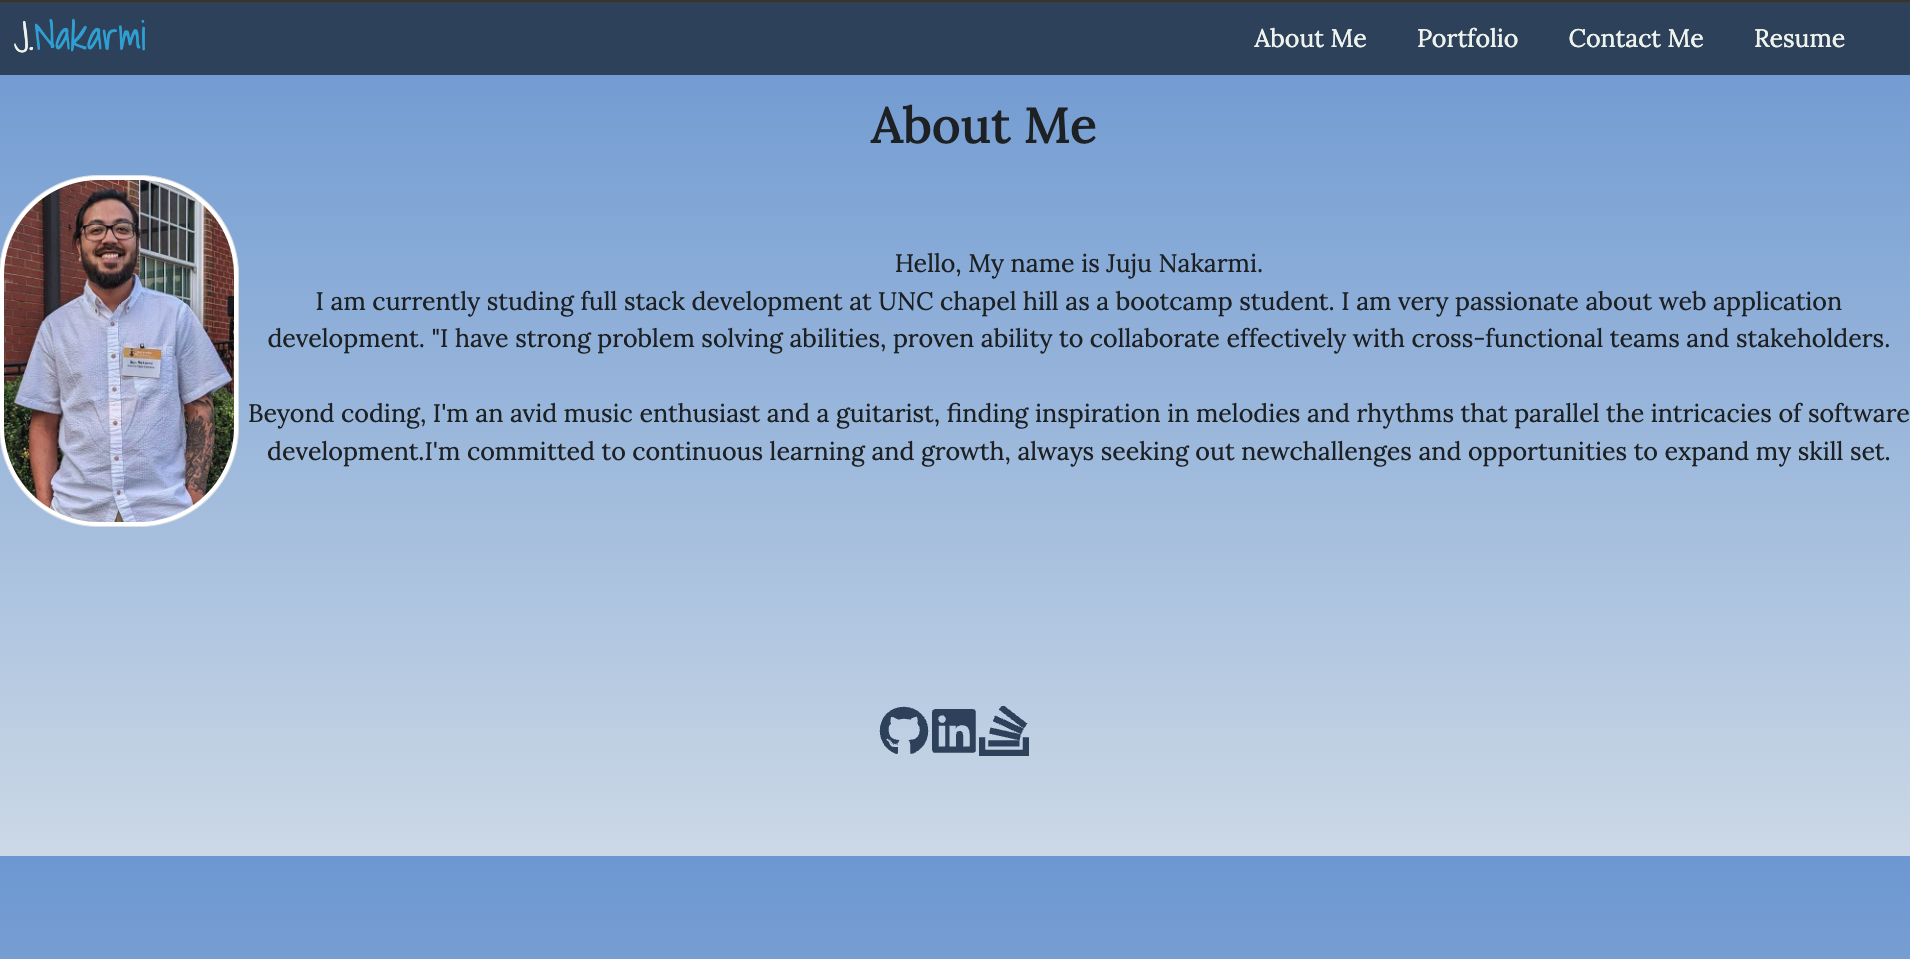 J.Nakarmi
About Me
Portfolio
Contact Me
Resume
About Me
Hello, My name is Juju Nakarmi.
I am currently studing full stack development at UNC chapel hill as a bootcamp student. I am very passionate about web application
development. "I have strong problem solving abilities, proven ability to collaborate effectively with cross-functional teams and stakeholders.
Beyond coding, I'm an avid music enthusiast and a guitarist, finding inspiration in melodies and rhythms that parallel the intricacies of software
development.I'm committed to continuous learning and growth, always seeking out newchallenges and opportunities to expand my skill set.
in